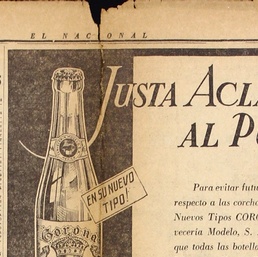 EL NACIONAL
JUSTA ACLA
AL P
EN SU NUEVO
TIPO!
Corona
Para evitar futu
respecto a las corcho
Nuevos Tipos CORO
vecería Modelo, S.
que todas las botella